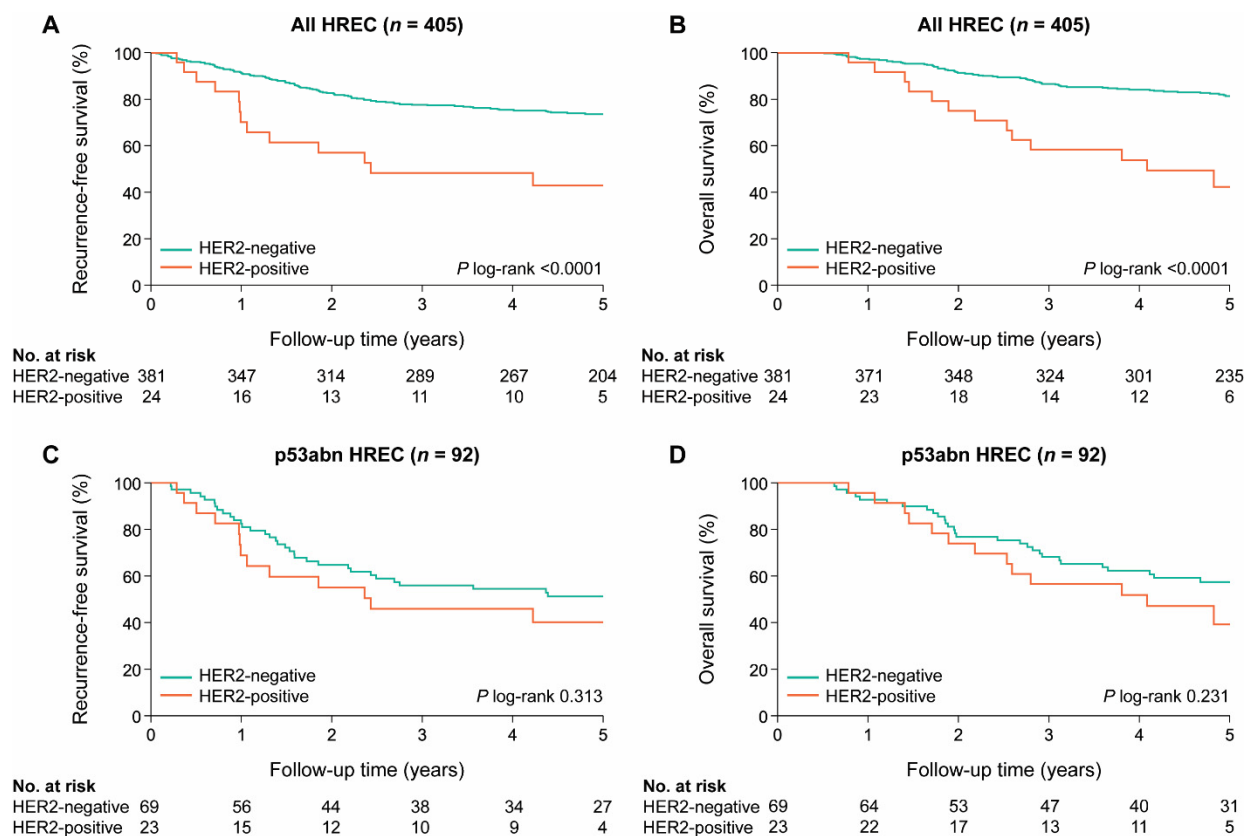 A
All HREC (n = 405)
Recurrence-free survival (%)
100
80
60
40
20
0
HER2-negative
HER2-positive
P log-rank <0.0001
0 1 2 3 4 5
Follow-up time (years)
No. at risk
HER2-negative 381 347 314 289 267 204
HER2-positive 24 16 13 11 10 5
B
All HREC (n = 405)
Overall survival (%)
100
80
60
40
20
0
HER2-negative
HER2-positive
P log-rank <0.0001
0 1 2 3 4 5
Follow-up time (years)
No. at risk
HER2-negative 381 371 348 324 301 235
HER2-positive 24 23 18 14 12 6
C
p53abn HREC (n = 92)
Recurrence-free survival (%)
100
80
60
40
20
0
HER2-negative
HER2-positive
P log-rank 0.313
0 1 2 3 4 5
Follow-up time (years)
No. at risk
HER2-negative 69 56 44 38 34 27
HER2-positive 23 15 12 10 9 4
D
p53abn HREC (n = 92)
Overall survival (%)
100
80
60
40
20
0
HER2-negative
HER2-positive
P log-rank 0.231
0 1 2 3 4 5
Follow-up time (years)
No. at risk
HER2-negative 69 64 53 47 40 31
HER2-positive 23 22 17 13 11 5